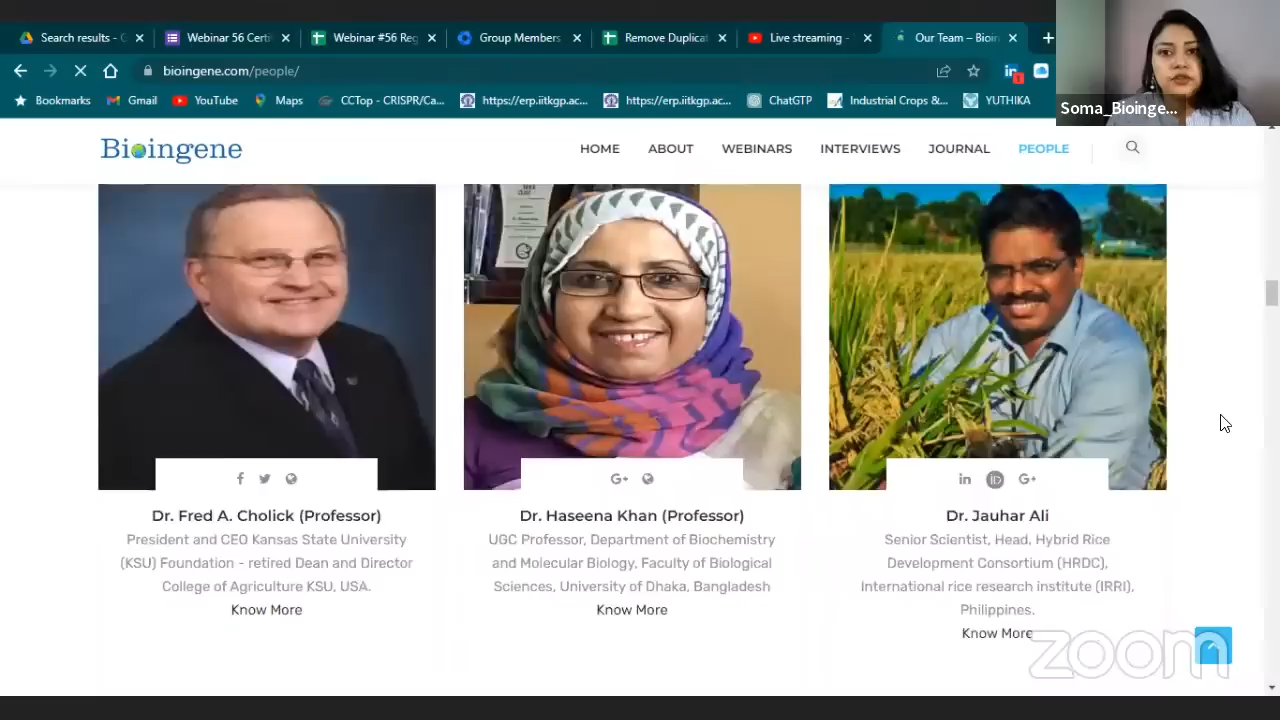 Search results - G
Webinar 56 Certi
Webinar #56 Reg
Group Members
Remove Duplicat
Live streaming -
Our Team – Bioin
bioingene.com/people/
Bookmarks
Gmail
YouTube
Maps
CCTop - CRISPR/Ca...
https://erp.iitkgp.ac...
https://erp.iitkgp.ac...
ChatGTP
Industrial Crops &...
YUTHIKA
Soma_Bioinge...
Bioingene
HOME
ABOUT
WEBINARS
INTERVIEWS
JOURNAL
PEOPLE
Dr. Fred A. Cholick (Professor)
President and CEO Kansas State University
(KSU) Foundation - retired Dean and Director
College of Agriculture KSU, USA.
Know More
Dr. Haseena Khan (Professor)
UGC Professor, Department of Biochemistry
and Molecular Biology, Faculty of Biological
Sciences, University of Dhaka, Bangladesh
Know More
Dr. Jauhar Ali
Senior Scientist, Head, Hybrid Rice
Development Consortium (HRDC),
International rice research institute (IRRI),
Philippines.
Know More
zoom